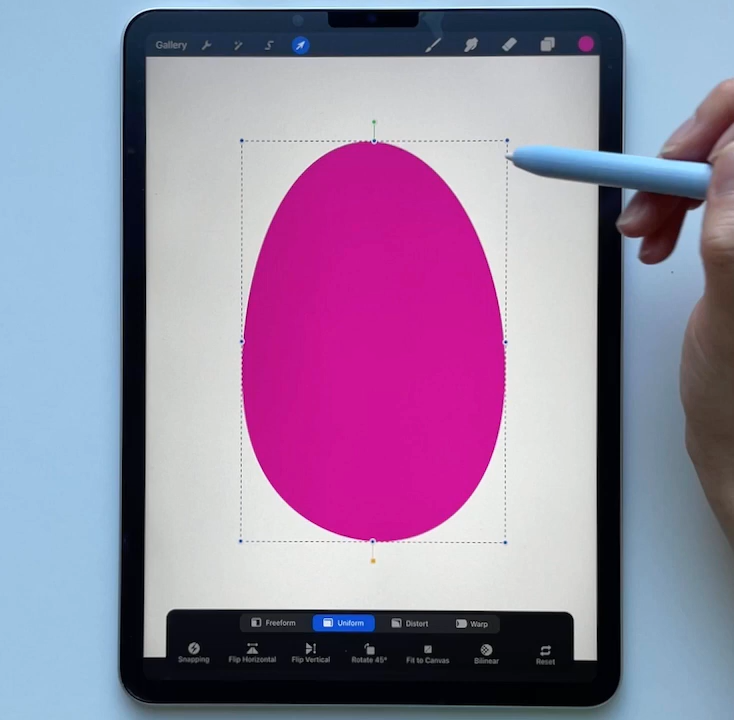 Gallery
Freeform Uniform Distort Warp
Snapping Flip Horizontal Flip Vertical Rotate 45° Fit to Canvas Bilinear Reset